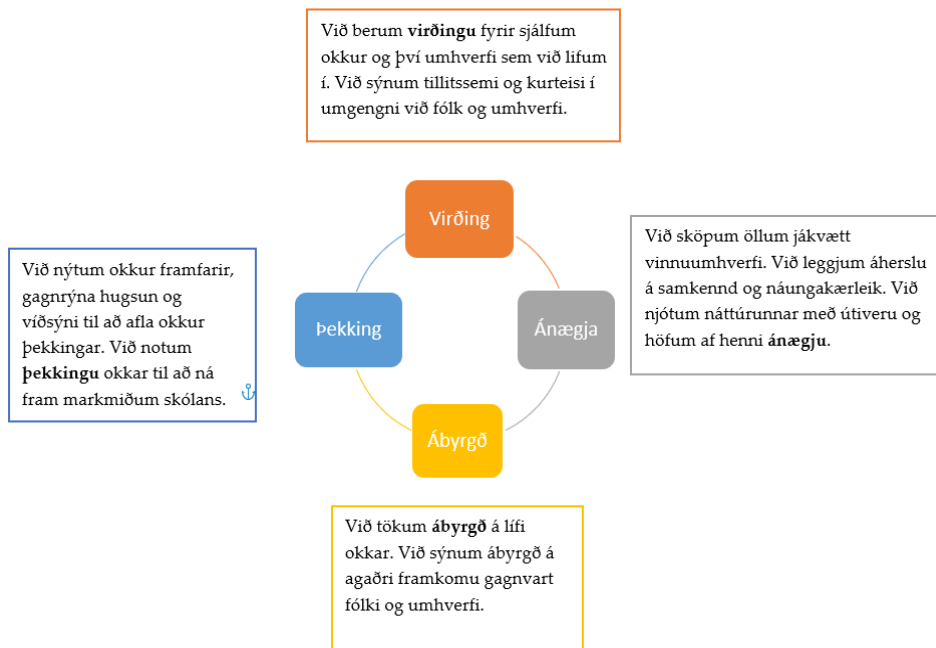 Við berum virðingu fyrir sjálfum
okkur og því umhverfi sem við lifum
í. Við sýnum tillitssemi og kurteisi í
umgengni við fólk og umhverfi.
Virðing
Við sköpum öllum jákvætt
vinnuumhverfi. Við leggjum áherslu
á samkennd og náungakærleik. Við
njótum náttúrunnar með útiveru og
höfum af henni ánægju.
Við nýtum okkur framfarir,
gagnrýna hugsun og
víðsýni til að afla okkur
þekkingar. Við notum
þekkingu okkar til að ná
fram markmiðum skólans.
Þekking
Ánægja
Ábyrgð
Við tökum ábyrgð á lífi
okkar. Við sýnum ábyrgð á
agaðri framkomu gagnvart
fólki og umhverfi.